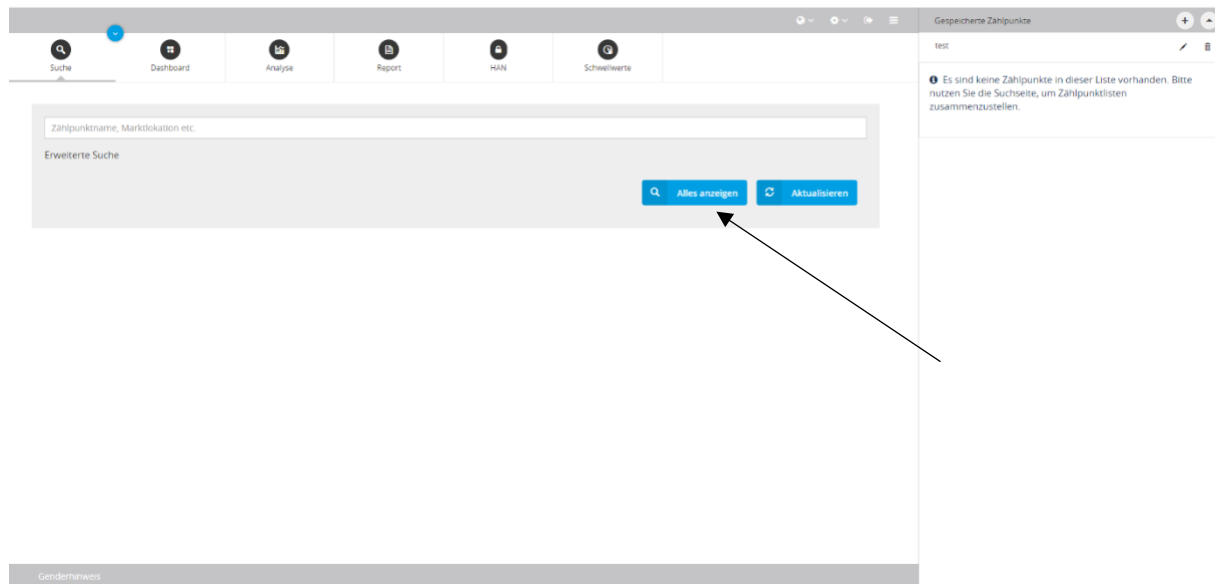 Suche
Dashboard
Analyse
Report
HAN
Schwellwerte
Zählpunktname, Marktlokation etc.
Erweiterte Suche
Alles anzeigen
Aktualisieren
Gespeicherte Zählpunkte
test
Es sind keine Zählpunkte in dieser Liste vorhanden. Bitte
nutzen Sie die Suchseite, um Zählpunktlisten
zusammenzustellen.
Genderhinweis